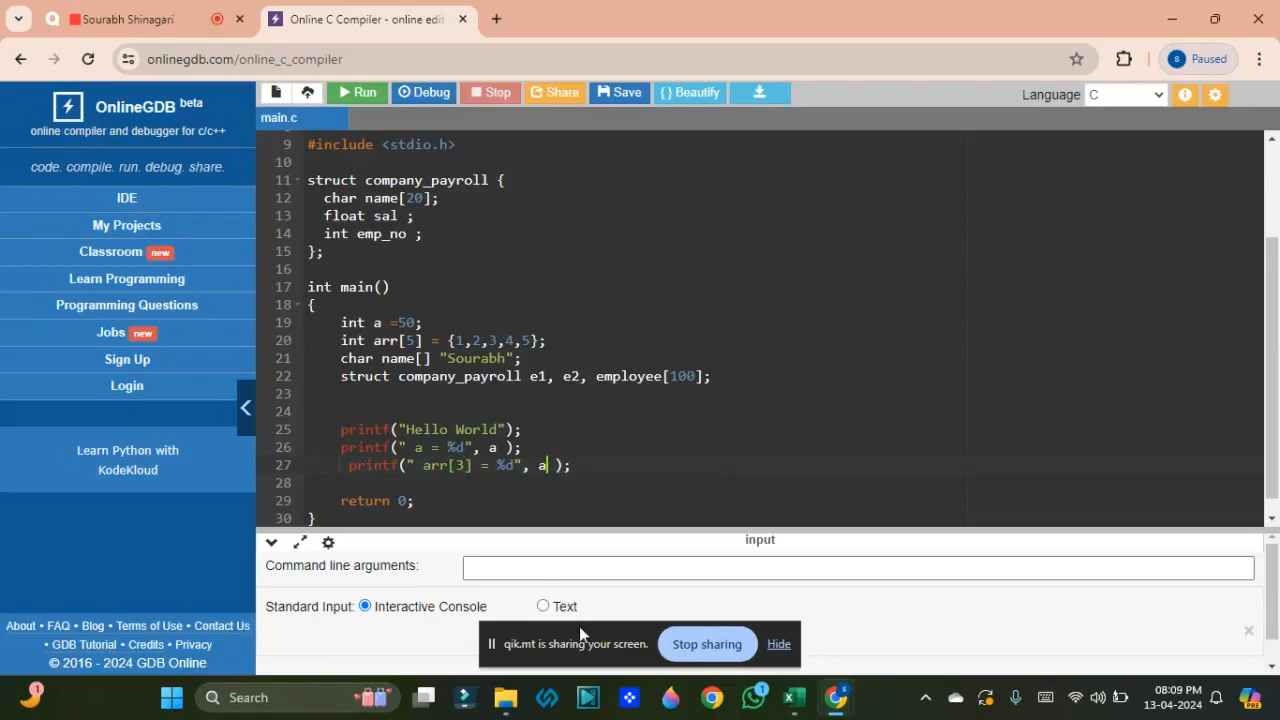 Sourabh Shinagari
Online C Compiler - online edit
onlinegdb.com/online_c_compiler
S Paused
OnlineGDB beta
online compiler and debugger for c/c++
code. compile. run. debug. share.
IDE
My Projects
Classroom new
Learn Programming
Programming Questions
Jobs new
Sign Up
Login
Learn Python with
KodeKloud
About • FAQ • Blog • Terms of Use • Contact Us
• GDB Tutorial • Credits • Privacy
© 2016 - 2024 GDB Online
Run Debug Stop Share Save { } Beautify
Language C
main.c
9 #include <stdio.h>
10
11 struct company_payroll {
12 char name[20];
13 float sal ;
14 int emp_no ;
15 };
16
17 int main()
18 {
19 int a =50;
20 int arr[5] = {1,2,3,4,5};
21 char name[] "Sourabh";
22 struct company_payroll e1, e2, employee[100];
23
24
25 printf("Hello World");
26 printf(" a = %d", a );
27 printf(" arr[3] = %d", a );
28
29 return 0;
30 }
input
Command line arguments:
Standard Input: Interactive Console Text
qik.mt is sharing your screen. Stop sharing Hide
1 Search 1 S 08:09 PM
13-04-2024
PRE